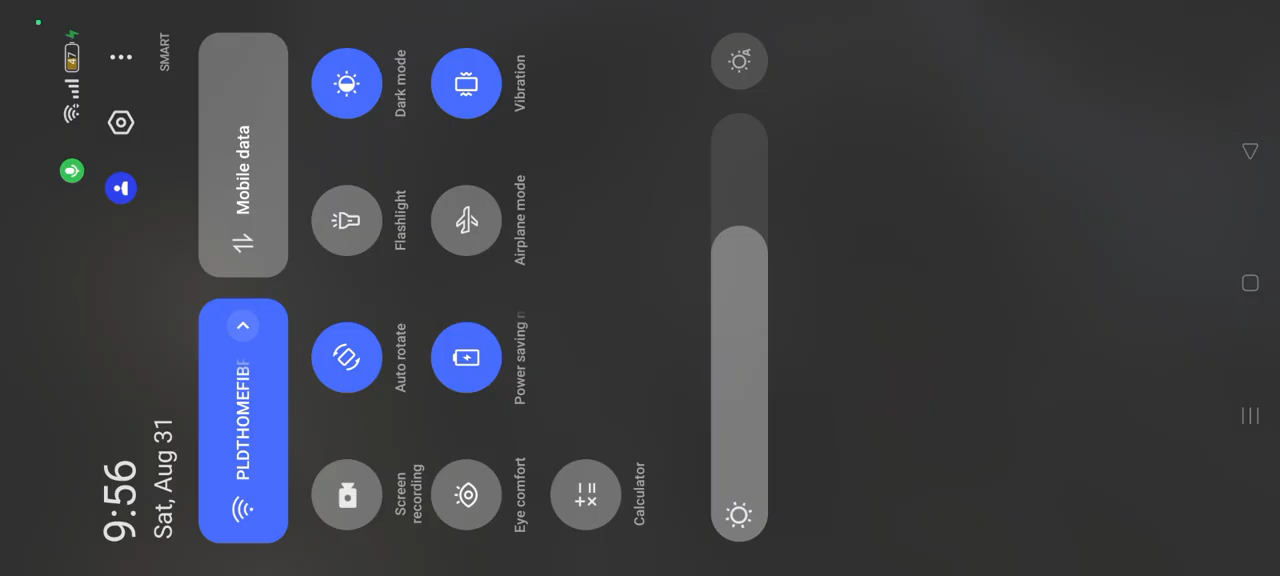 47
SMART
9:56
Sat, Aug 31
PLDTHOMEFIB
Mobile data
Screen
recording
Auto rotate
Flashlight
Dark mode
Eye comfort
Power saving
Airplane mode
Vibration
Calculator
A